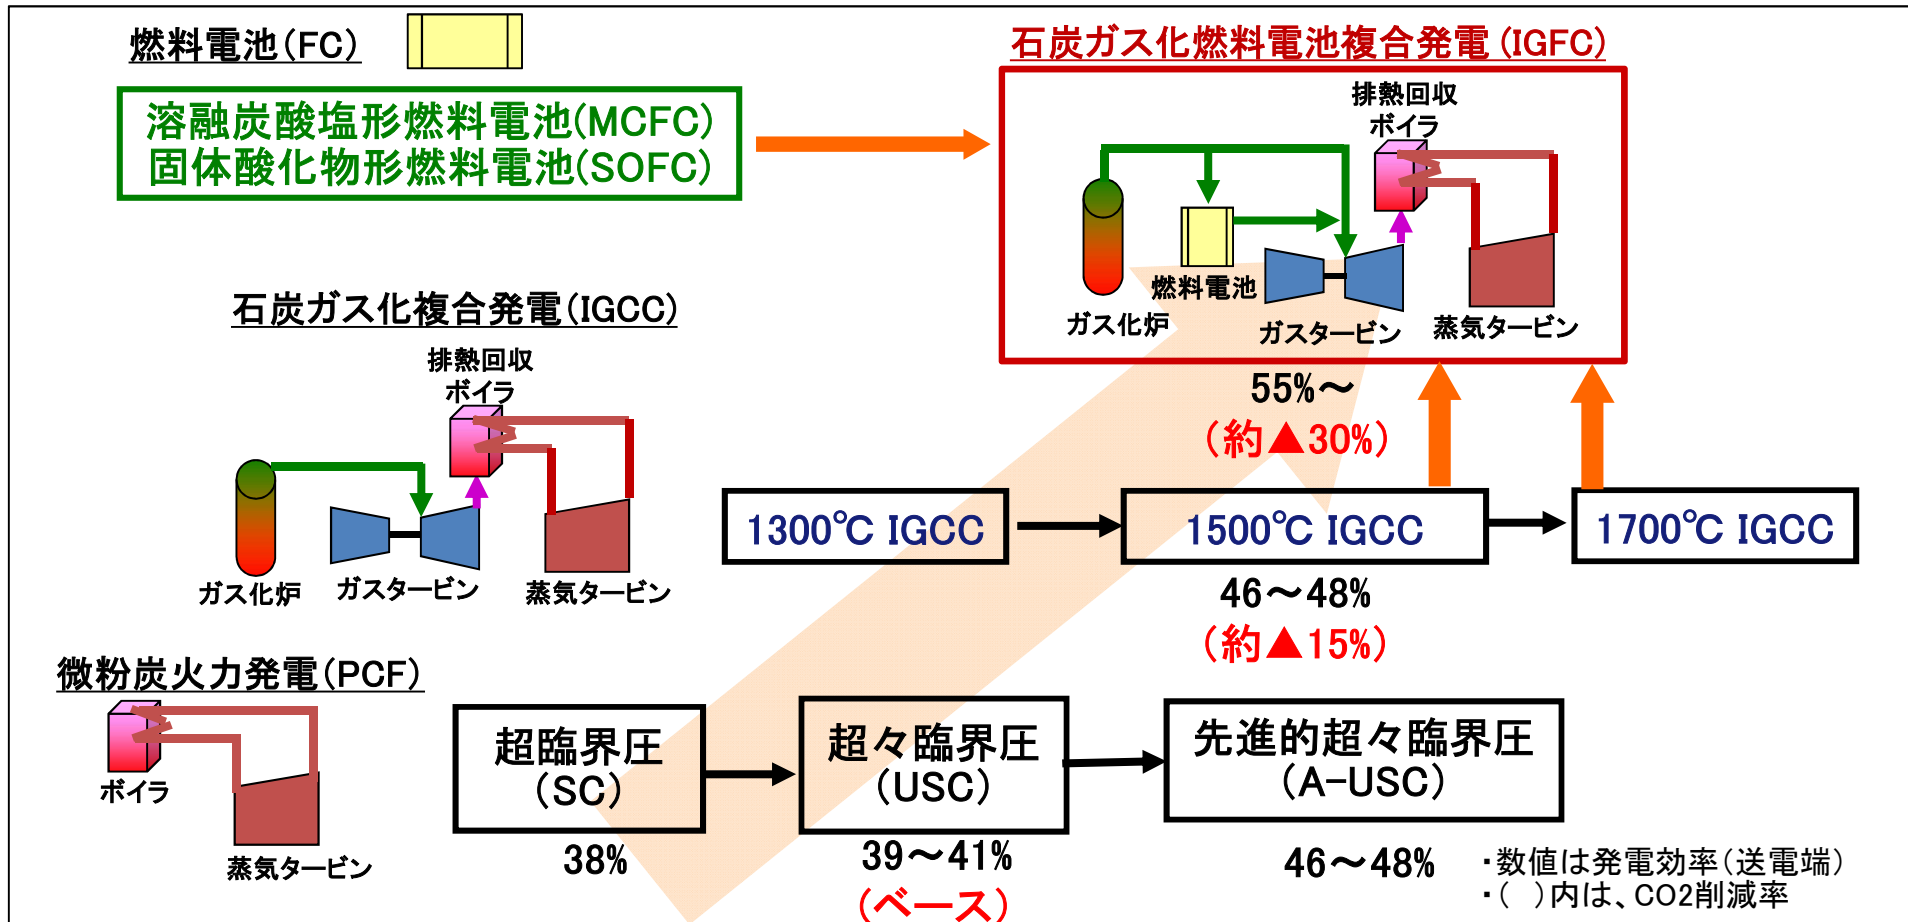 燃料電池(FC)
溶融炭酸塩形燃料電池(MCFC)
固体酸化物形燃料電池(SOFC)
石炭ガス化燃料電池複合発電(IGFC)
排熱回収
ボイラ
燃料電池
ガス化炉
ガスタービン
蒸気タービン
55%～
(約▲30%)
石炭ガス化複合発電(IGCC)
排熱回収
ボイラ
ガス化炉
ガスタービン
蒸気タービン
1300℃ IGCC
1500℃ IGCC
1700℃ IGCC
46～48%
(約▲15%)
微粉炭火力発電(PCF)
ボイラ
蒸気タービン
超臨界圧
(SC)
38%
超々臨界圧
(USC)
39～41%
(ベース)
先進的超々臨界圧
(A-USC)
46～48%
・数値は発電効率(送電端)
・( )内は、CO2削減率